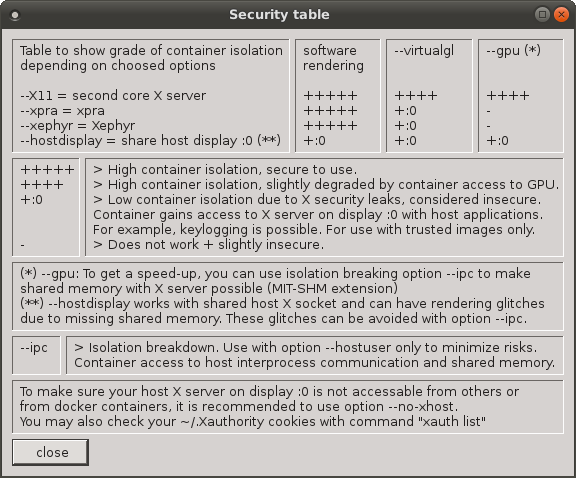 Security table
Table to show grade of container isolation
depending on choosed options
software
rendering
--virtualgl
--gpu (*)
--X11 = second core X server +++++ ++++ ++++
--xpra = xpra +++++ +:0 -
--xephyr = Xephyr +++++ +:0 -
--hostdisplay = share host display :0 (**) +:0 +:0 +:0
+++++ > High container isolation, secure to use.
++++ > High container isolation, slightly degraded by container access to GPU.
+:0 > Low container isolation due to X security leaks, considered insecure.
Container gains access to X server on display :0 with host applications.
For example, keylogging is possible. For use with trusted images only.
- > Does not work + slightly insecure.
(*) --gpu: To get a speed-up, you can use isolation breaking option --ipc to make
shared memory with X server possible (MIT-SHM extension)
(**) --hostdisplay works with shared host X socket and can have rendering glitches
due to missing shared memory. These glitches can be avoided with option --ipc.
--ipc > Isolation breakdown. Use with option --hostuser only to minimize risks.
Container access to host interprocess communication and shared memory.
To make sure your host X server on display :0 is not accessable from others or
from docker containers, it is recommended to use option --no-xhost.
You may also check your ~/.Xauthority cookies with command "xauth list"
close